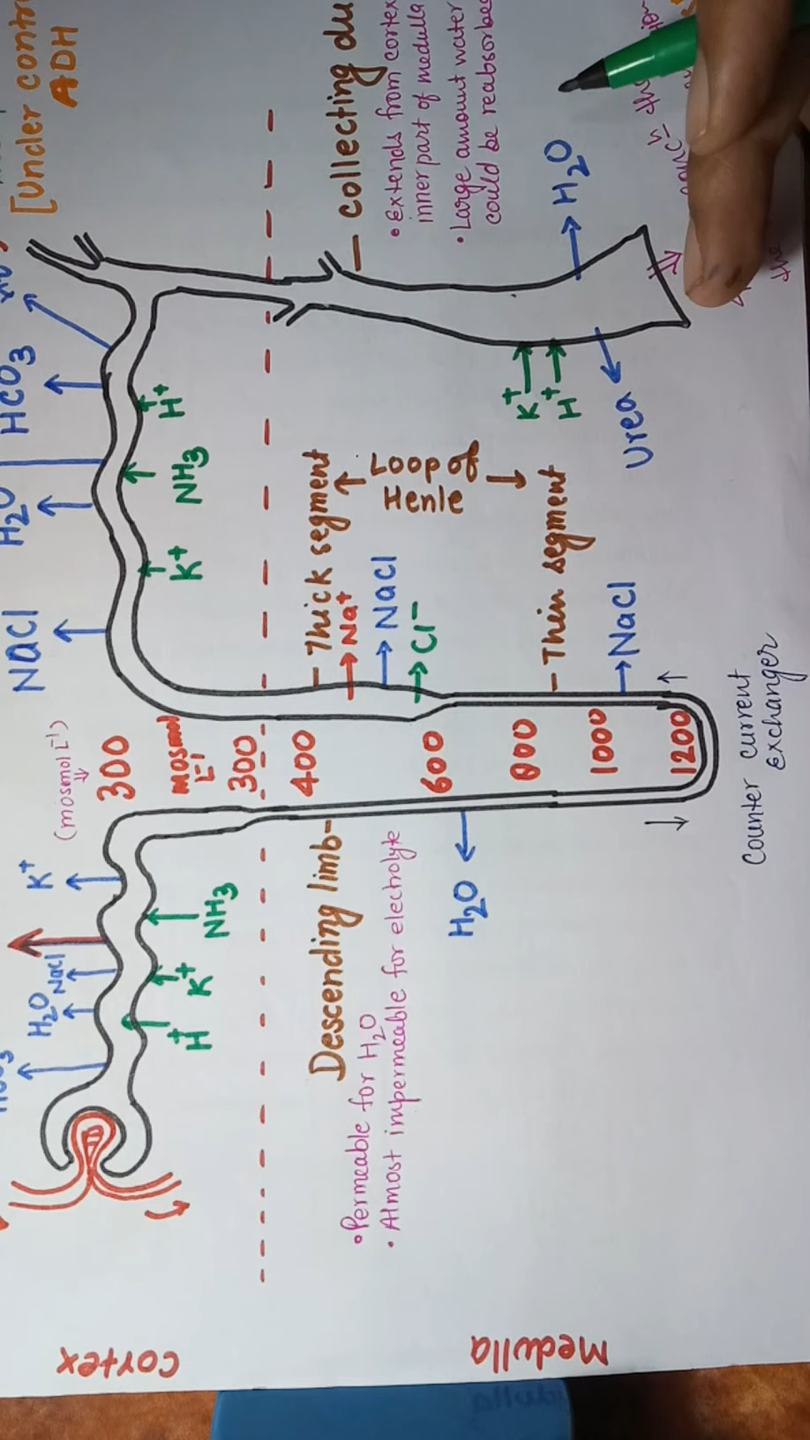 [Under contr
ADH
NaCl
H₂O
HCO₃
K⁺
NH₃
H⁺
HCO₃
H₂O
NaCl
K⁺
H⁺
K⁺
NH₃
(mosmol L⁻¹)
300
mosmol
L⁻¹
300
400
600
800
1000
1200
Descending limb
• Permeable for H₂O
• Almost impermeable for electrolyte
H₂O
Thick segment
Na⁺
NaCl
Cl⁻
Loop of
Henle
Thin segment
NaCl
Counter current
Exchanger
collecting du
• Extends from cortex
inner part of medulla
• Large amount water
could be reabsorbed
H₂O
K⁺
H⁺
Urea
the
Cortex
Medulla